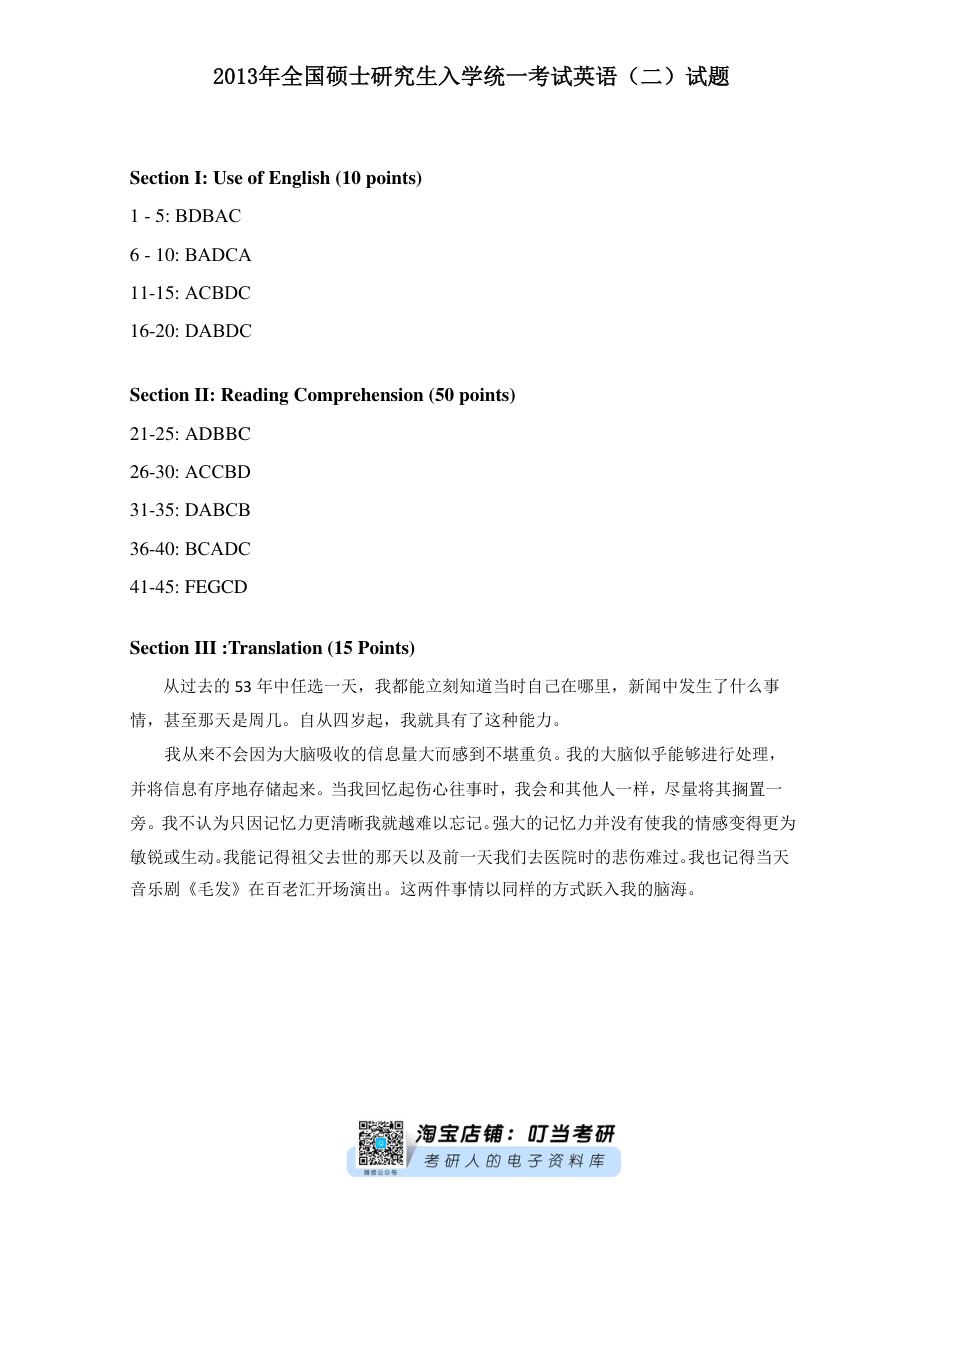 2013年全国硕士研究生入学统一考试英语（二）试题
Section I: Use of English (10 points)
1 - 5: BDBAC
6 - 10: BADCA
11-15: ACBDC
16-20: DABDC
Section II: Reading Comprehension (50 points)
21-25: ADBBC
26-30: ACCBD
31-35: DABCB
36-40: BCADC
41-45: FEGCD
Section III :Translation (15 Points)
从过去的 53 年中任选一天，我都能立刻知道当时自己在哪里，新闻中发生了什么事
情，甚至那天是周几。自从四岁起，我就具有了这种能力。
我从来不会因为大脑吸收的信息量大而感到不堪重负。我的大脑似乎能够进行处理，
并将信息有序地存储起来。当我回忆起伤心往事时，我会和其他人一样，尽量将其搁置一
旁。我不认为只因记忆力更清晰我就越难以忘记。强大的记忆力并没有使我的情感变得更为
敏锐或生动。我能记得祖父去世的那天以及前一天我们去医院时的悲伤难过。我也记得当天
音乐剧《毛发》在百老汇开场演出。这两件事情以同样的方式跃入我的脑海。
淘宝店铺：叮当考研
考研人的电子资料库
微信公众号